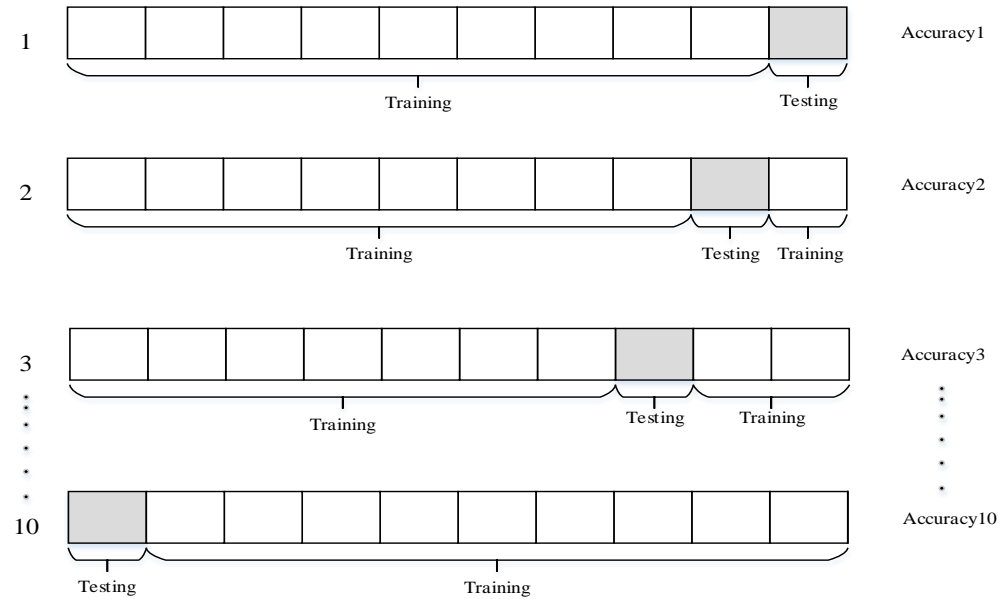 1
Accuracy1
Training
Testing
2
Accuracy2
Training
Testing
Training
3
Accuracy3
Training
Testing
Training
10
Accuracy10
Testing
Training